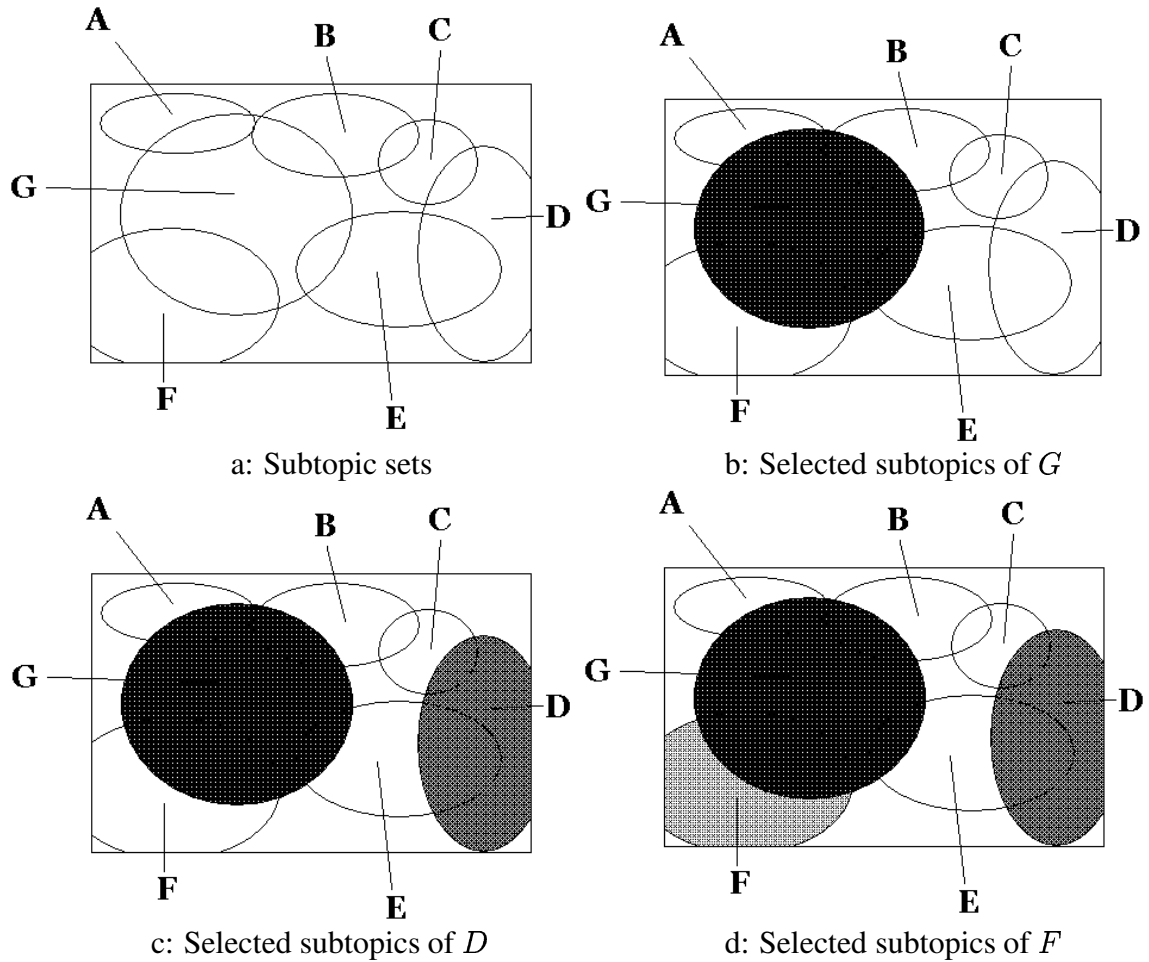 A
B
C
G
D
F
E
a: Subtopic sets
A
B
C
G
D
F
E
b: Selected subtopics of G
A
B
C
G
D
F
E
c: Selected subtopics of D
A
B
C
G
D
F
E
d: Selected subtopics of F